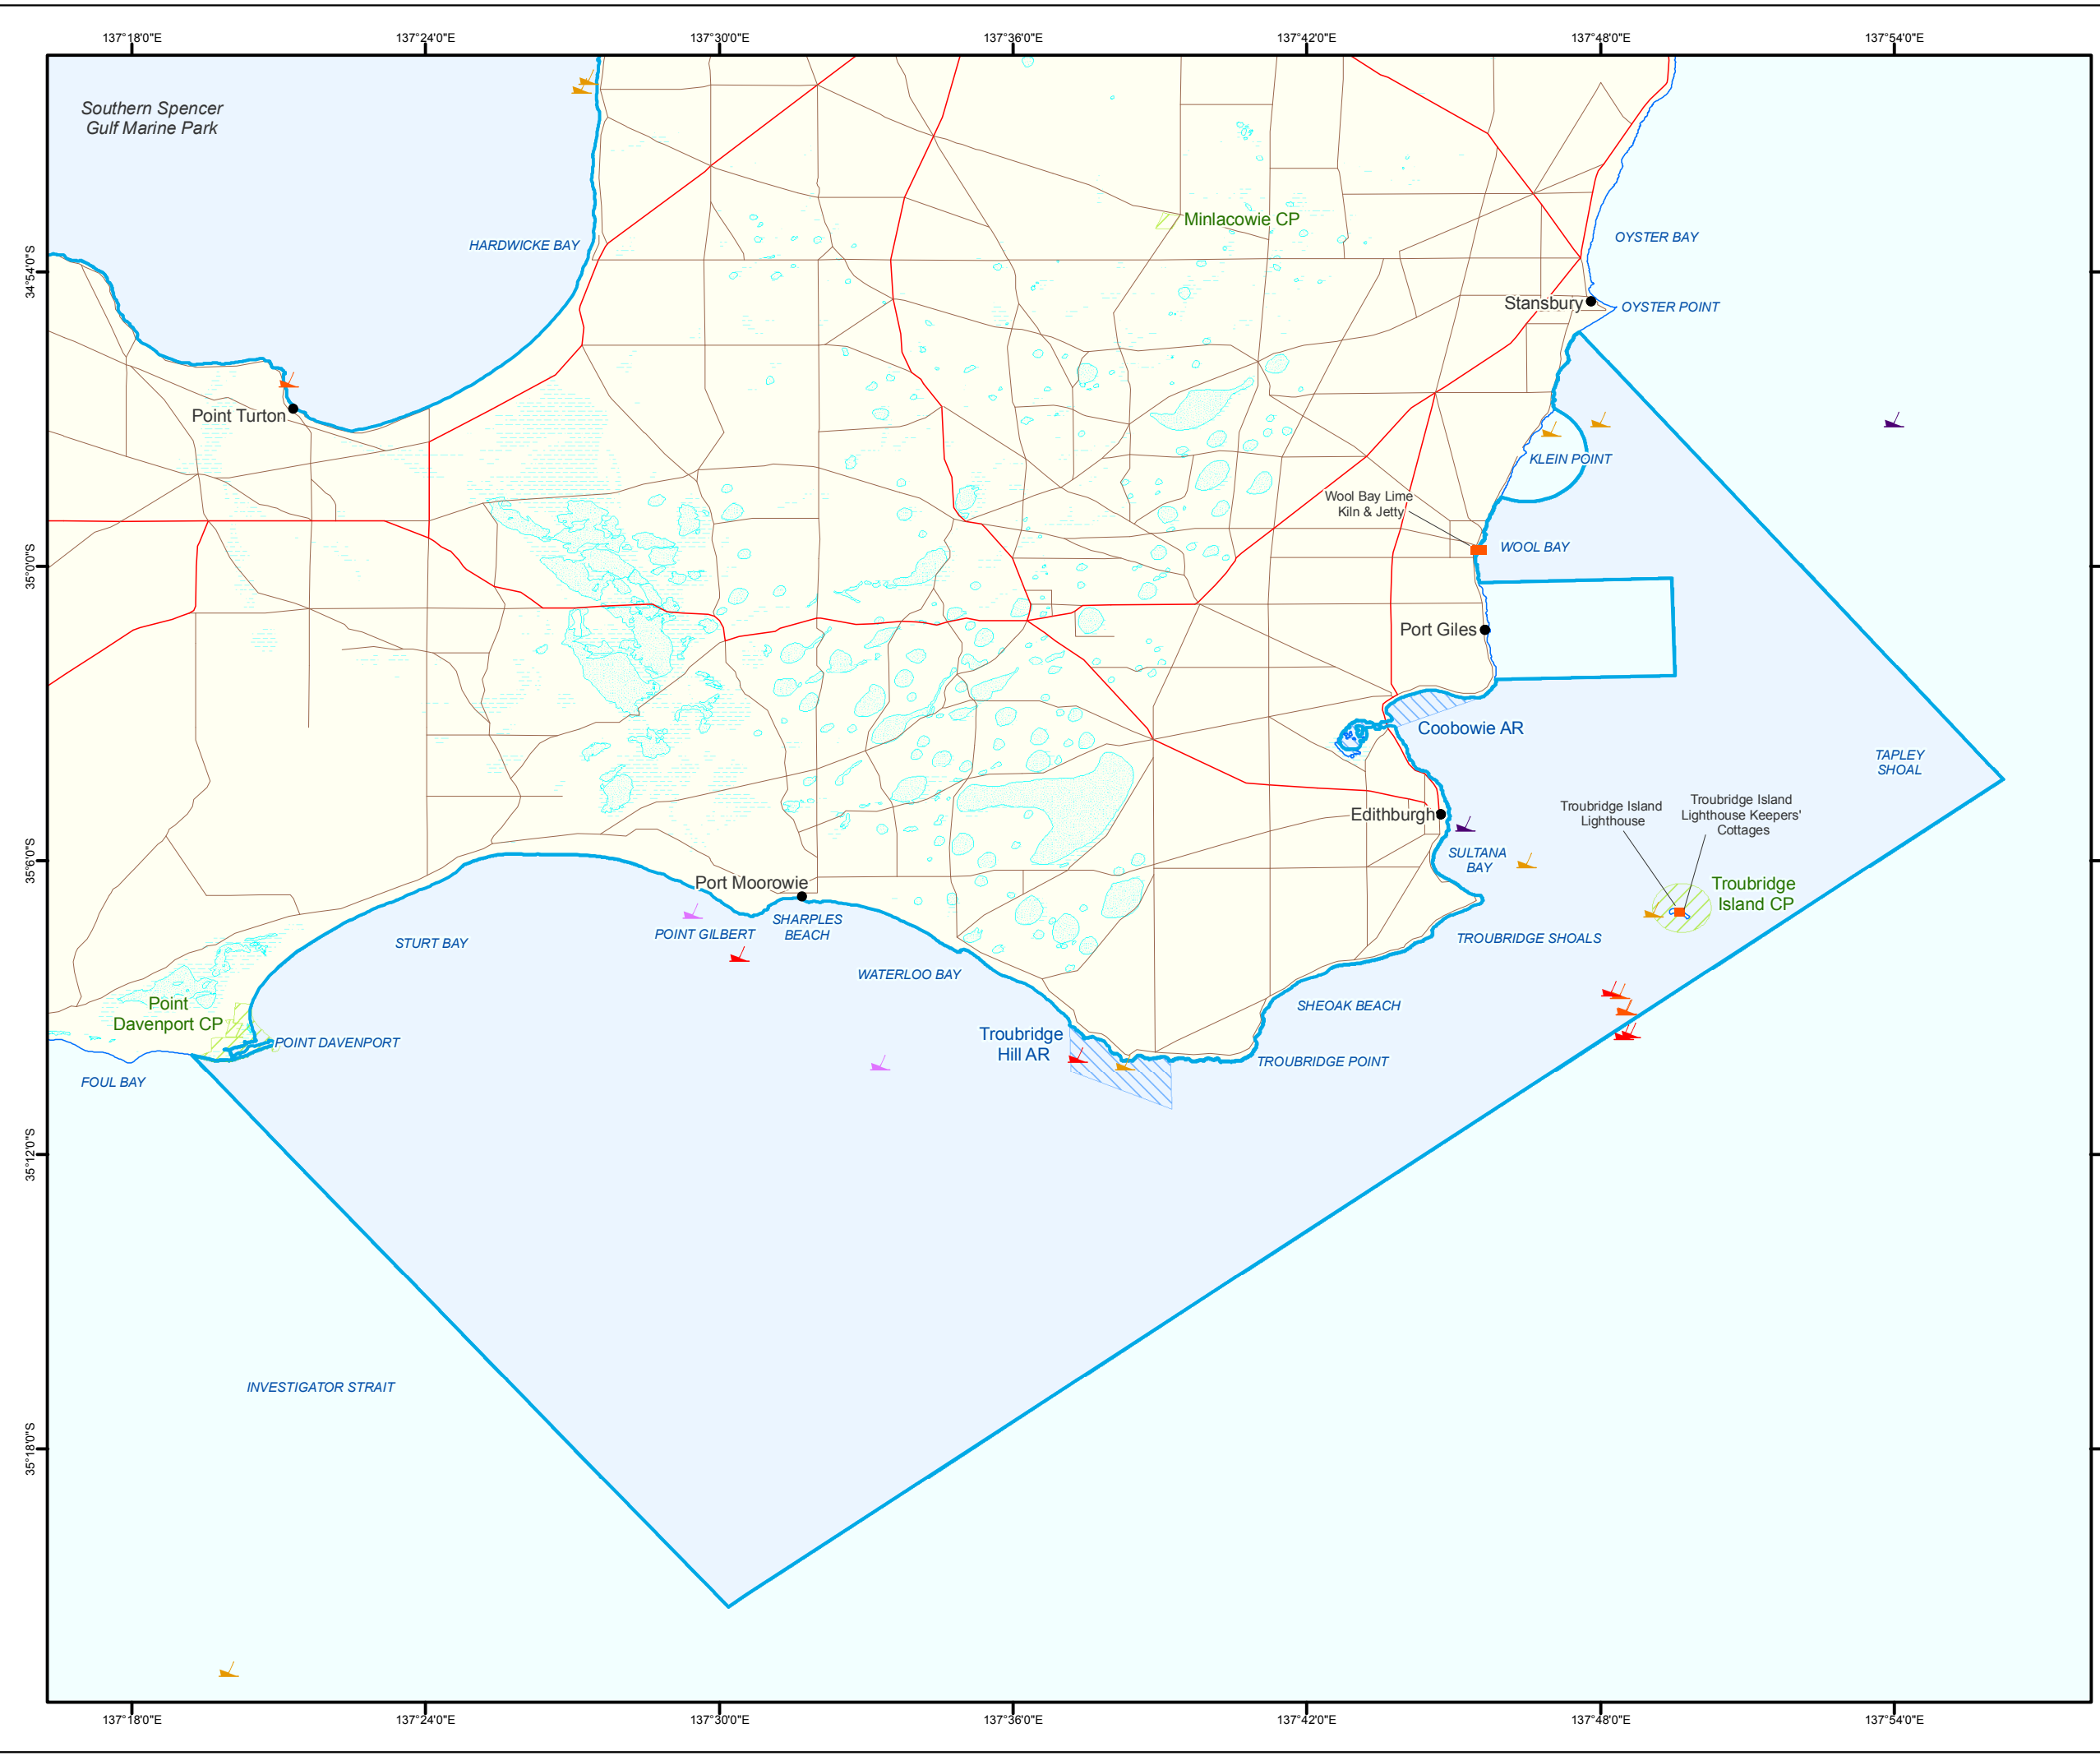 137°18'0"E
137°24'0"E
137°30'0"E
137°36'0"E
137°42'0"E
137°48'0"E
137°54'0"E
Southern Spencer
Gulf Marine Park
HARDWICKE BAY
Minlacowie CP
OYSTER BAY
34°54'0"S
Stansbury
OYSTER POINT
Point Turton
KLEIN POINT
Wool Bay Lime
Kiln & Jetty
WOOL BAY
35°0'0"S
Port Giles
Coobowie AR
TAPLEY
SHOAL
Edithburgh
Troubridge Island
Lighthouse
Troubridge Island
Lighthouse Keepers'
Cottages
SULTANA
BAY
35°6'0"S
Port Moorowie
Troubridge
Island CP
SHARPLES
BEACH
POINT GILBERT
STURT BAY
TROUBRIDGE SHOALS
WATERLOO BAY
Point
Davenport CP
SHEOAK BEACH
POINT DAVENPORT
Troubridge
Hill AR
TROUBRIDGE POINT
FOUL BAY
35°12'0"S
INVESTIGATOR STRAIT
35°18'0"S
137°18'0"E
137°24'0"E
137°30'0"E
137°36'0"E
137°42'0"E
137°48'0"E
137°54'0"E